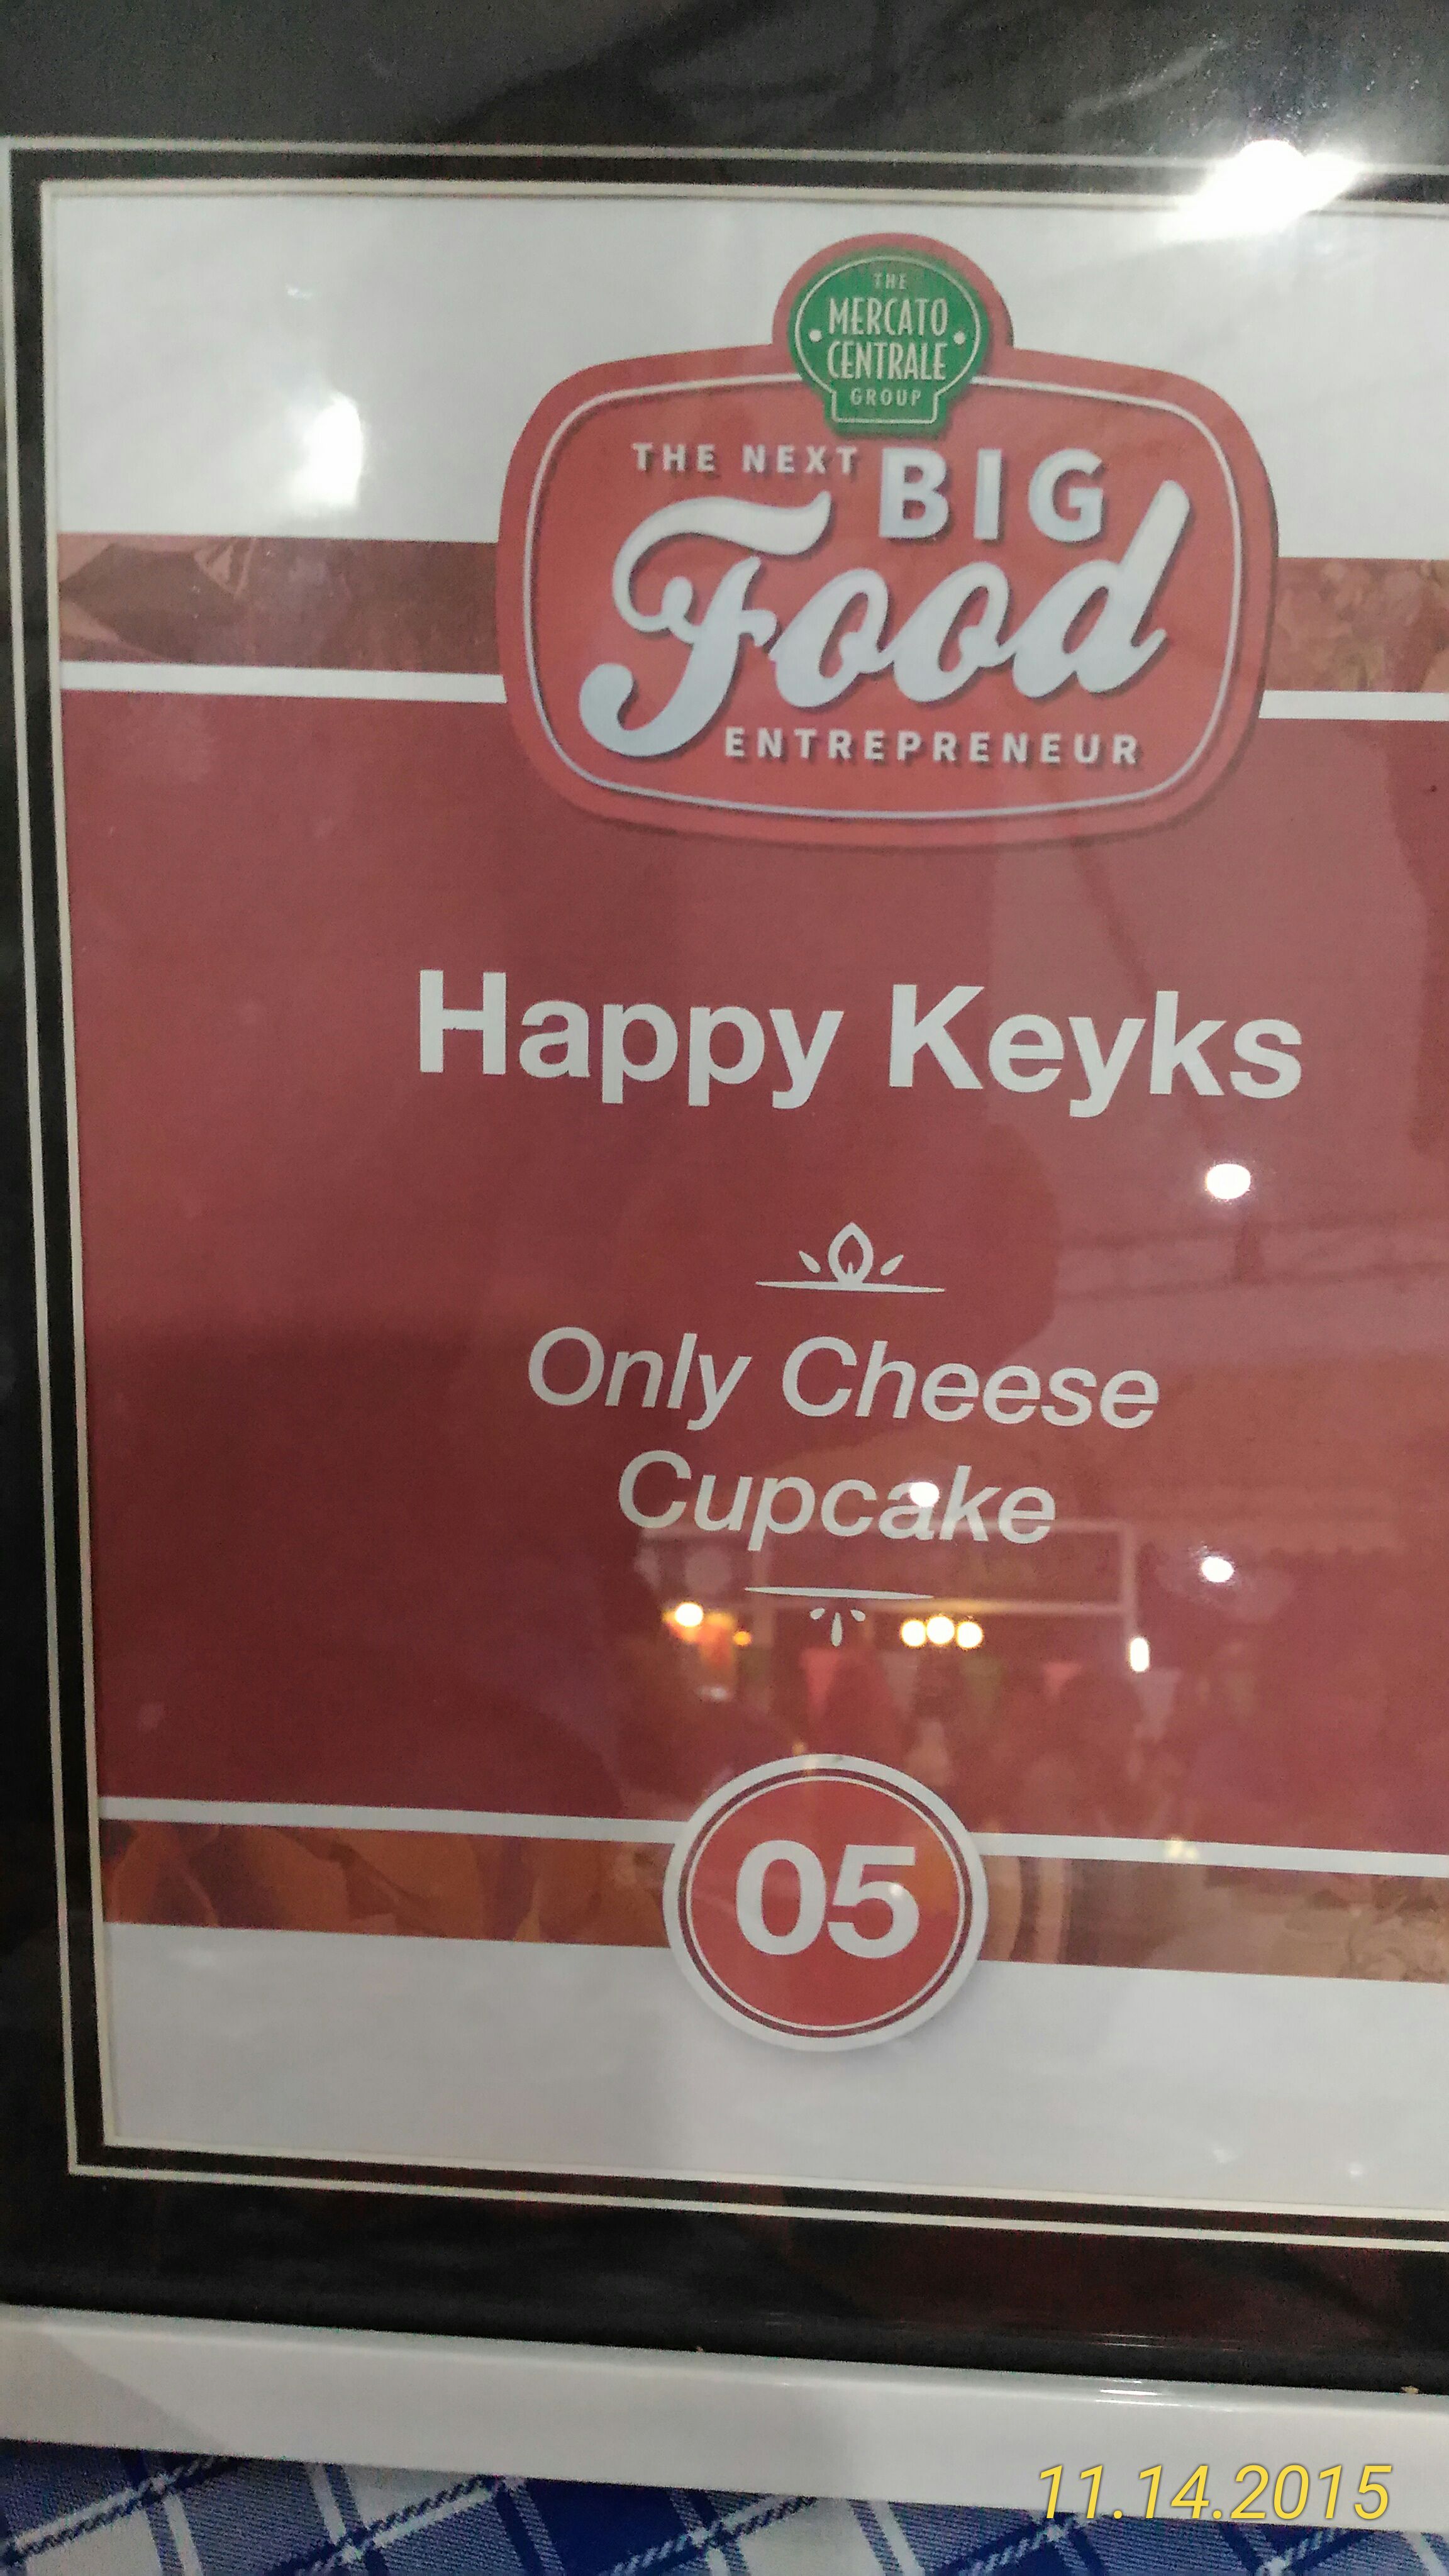 THE
MERCATO
CENTRALE
GROUP
THE NEXT BIG
Food
ENTREPRENEUR
Happy Keyks
Only Cheese
Cupcake
05
11.14.2015